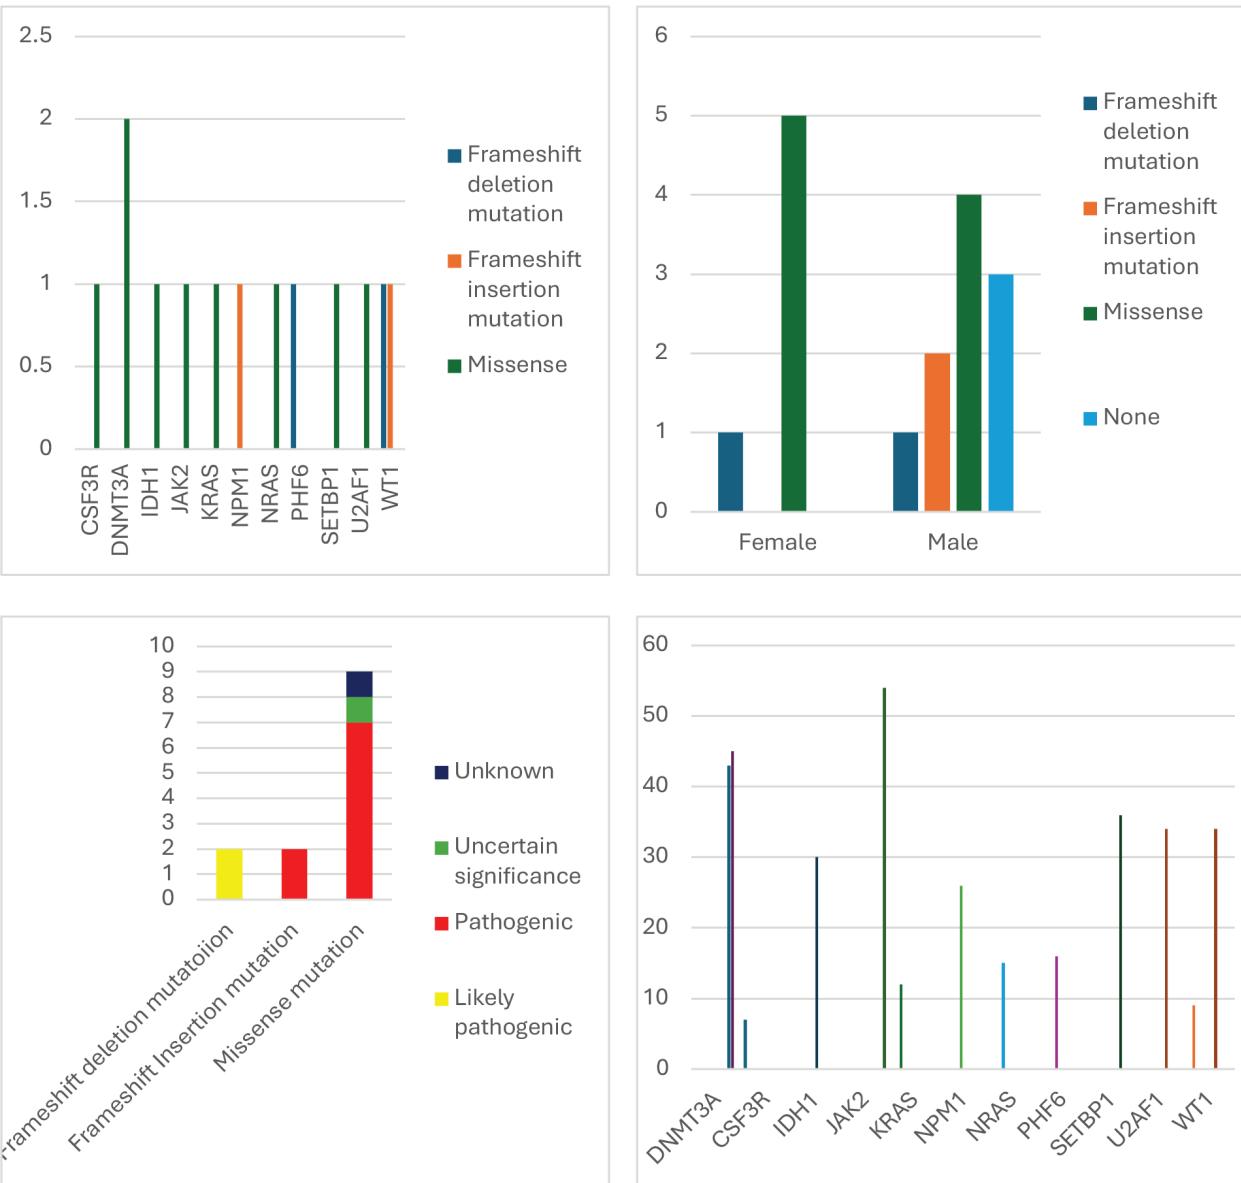 2.5
2
1.5
1
0.5
0
CSF3R
DNMT3A
IDH1
JAK2
KRAS
NPM1
NRAS
PHF6
SETBP1
U2AF1
WT1
Frameshift
deletion
mutation
Frameshift
insertion
mutation
Missense
6
5
4
3
2
1
0
Female
Male
Frameshift
deletion
mutation
Frameshift
insertion
mutation
Missense
None
10
9
8
7
6
5
4
3
2
1
0
Frameshift deletion mutatoiion
Frameshift Insertion mutation
Missense mutation
Unknown
Uncertain
significance
Pathogenic
Likely
pathogenic
60
50
40
30
20
10
0
DNMT3A
CSF3R
IDH1
JAK2
KRAS
NPM1
NRAS
PHF6
SETBP1
U2AF1
WT1